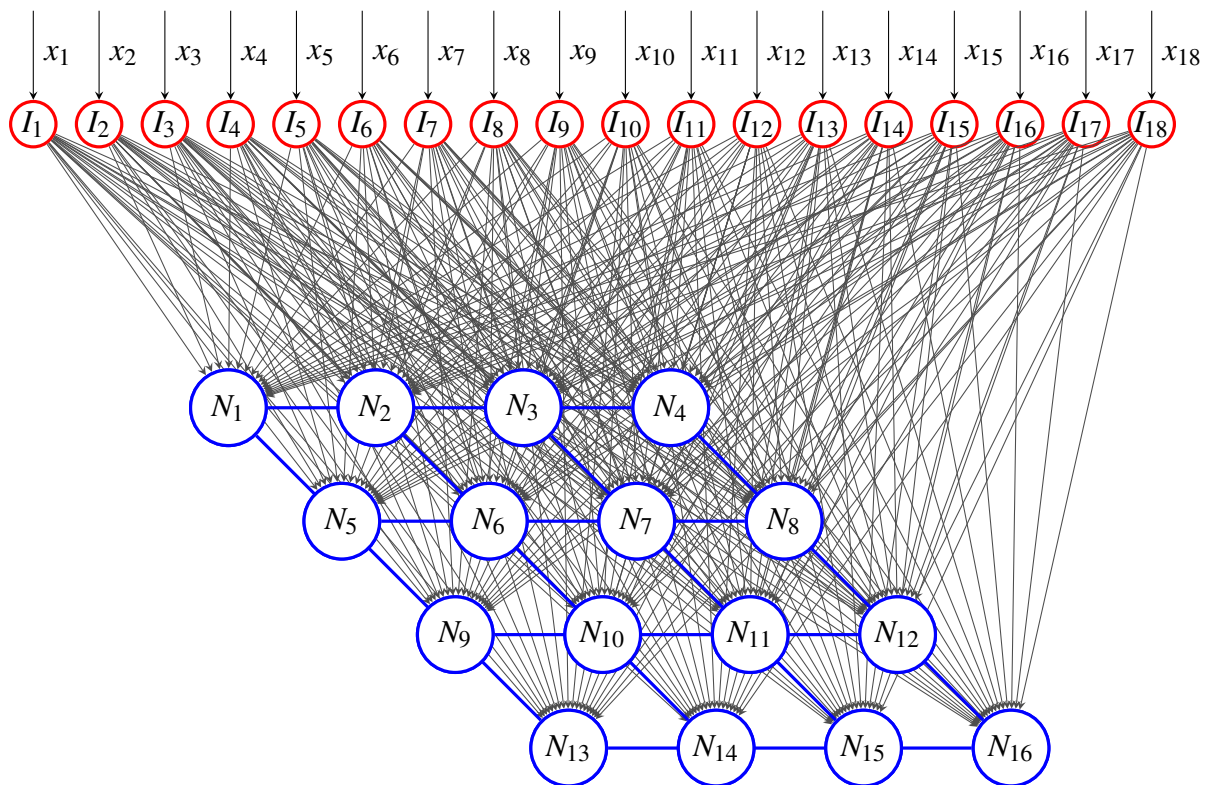 x1 x2 x3 x4 x5 x6 x7 x8 x9 x10 x11 x12 x13 x14 x15 x16 x17 x18
I1 I2 I3 I4 I5 I6 I7 I8 I9 I10 I11 I12 I13 I14 I15 I16 I17 I18
N1 N2 N3 N4
N5 N6 N7 N8
N9 N10 N11 N12
N13 N14 N15 N16